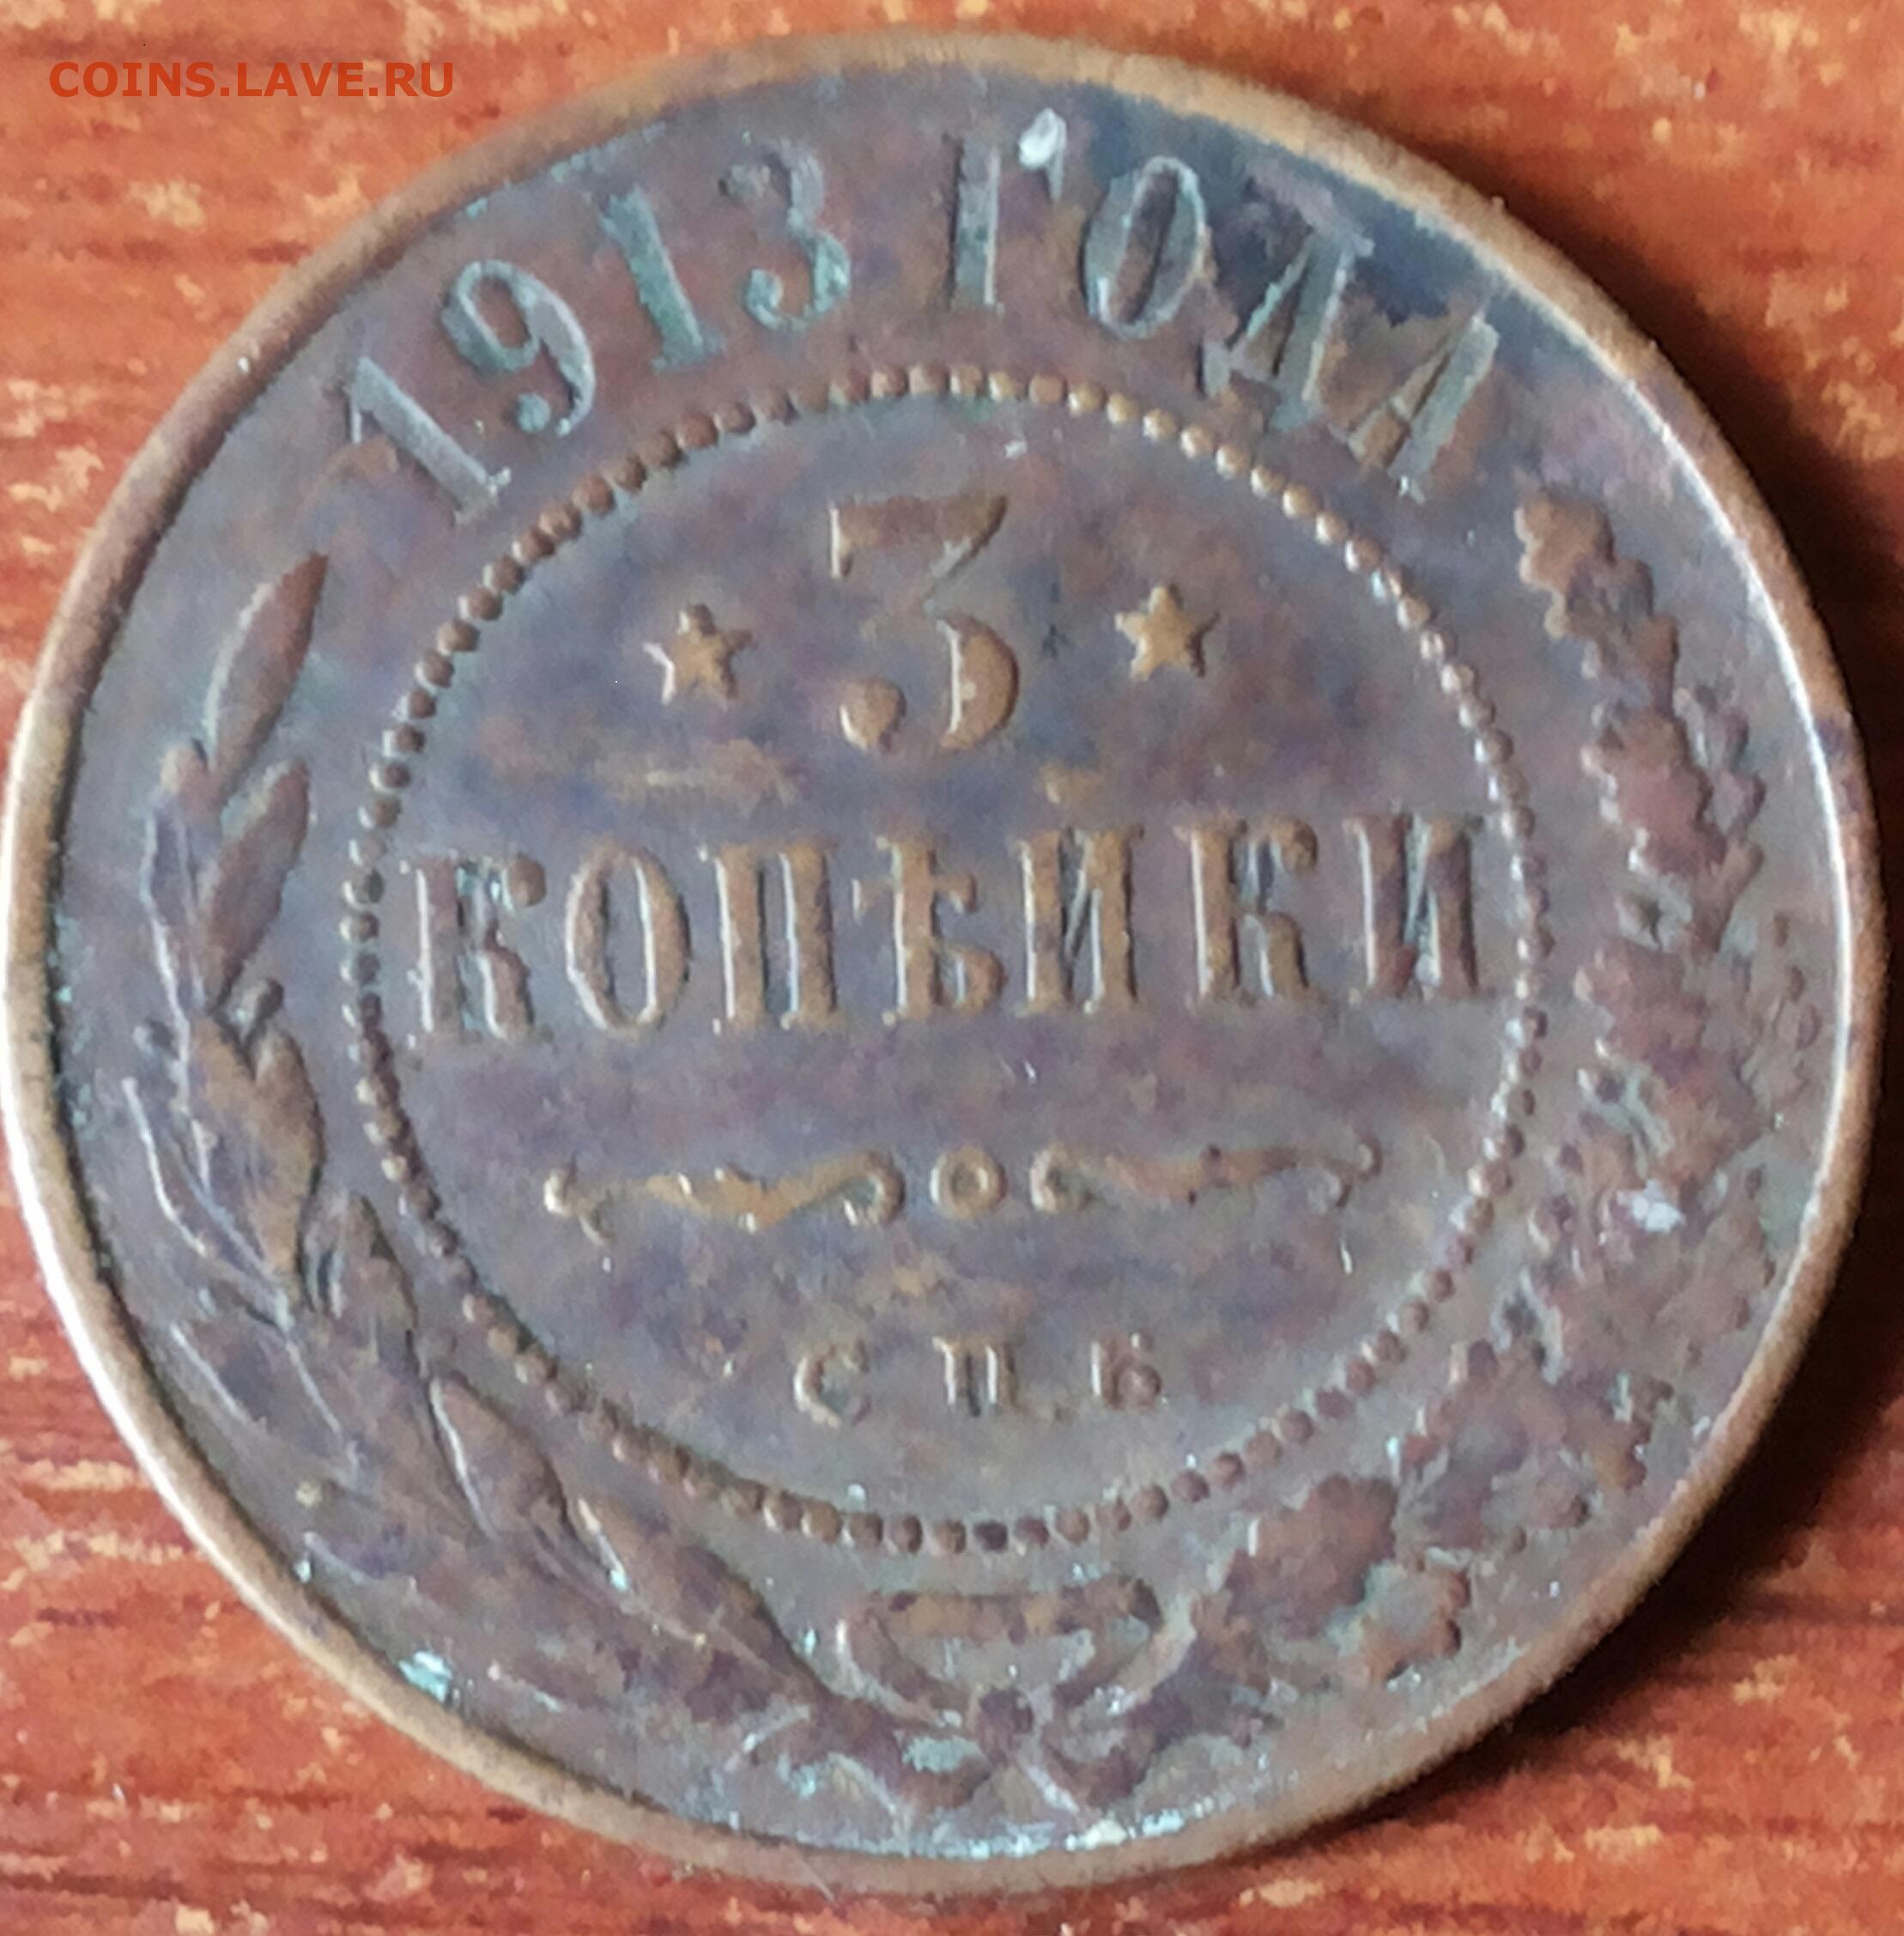 COINS.LAVE.RU
1913 ГОДА
3
КОПѢЙКИ
С П Б